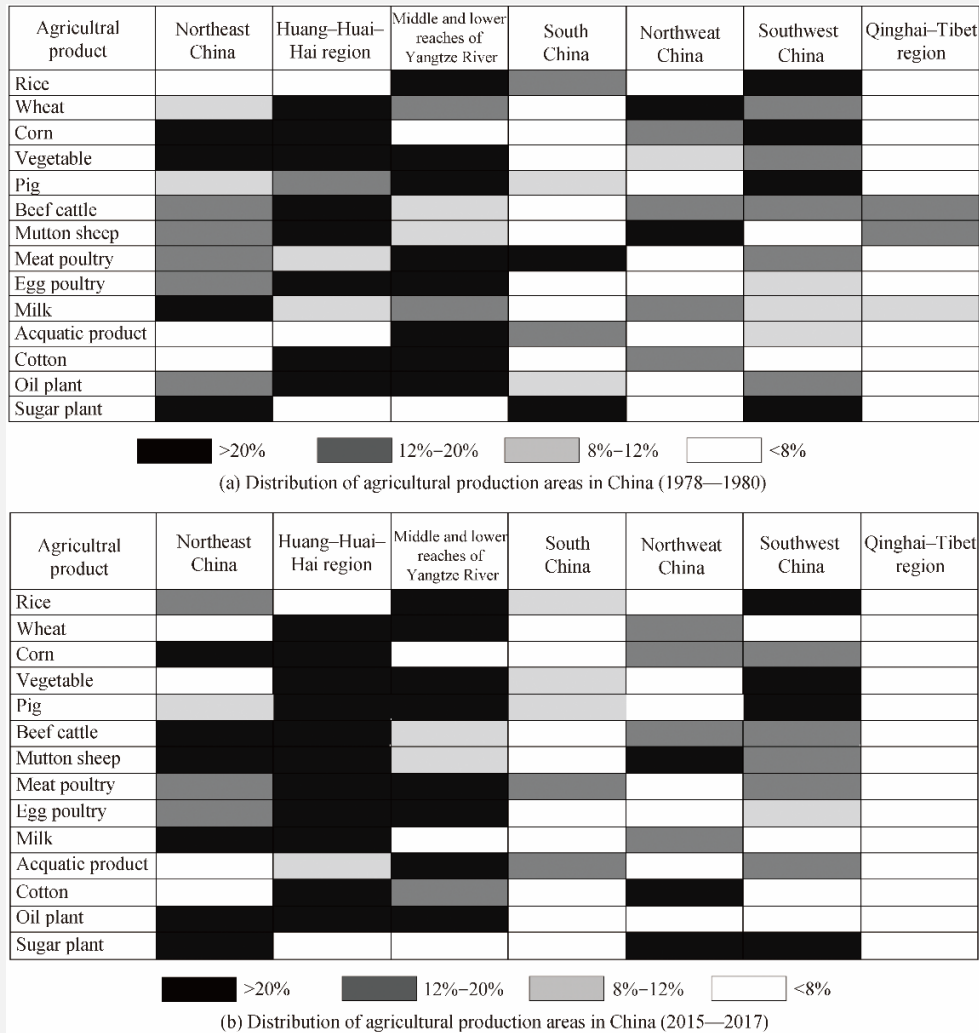 Agricultral product
Northeast China
Huang–Huai–Hai region
Middle and lower reaches of Yangtze River
South China
Northweat China
Southwest China
Qinghai–Tibet region
Rice
Wheat
Corn
Vegetable
Pig
Beef cattle
Mutton sheep
Meat poultry
Egg poultry
Milk
Acquatic product
Cotton
Oil plant
Sugar plant
>20% 12%–20% 8%–12% <8%
(a) Distribution of agricultural production areas in China (1978—1980)
Agricultral product
Northeast China
Huang–Huai–Hai region
Middle and lower reaches of Yangtze River
South China
Northweat China
Southwest China
Qinghai–Tibet region
Rice
Wheat
Corn
Vegetable
Pig
Beef cattle
Mutton sheep
Meat poultry
Egg poultry
Milk
Acquatic product
Cotton
Oil plant
Sugar plant
>20% 12%–20% 8%–12% <8%
(b) Distribution of agricultural production areas in China (2015—2017)